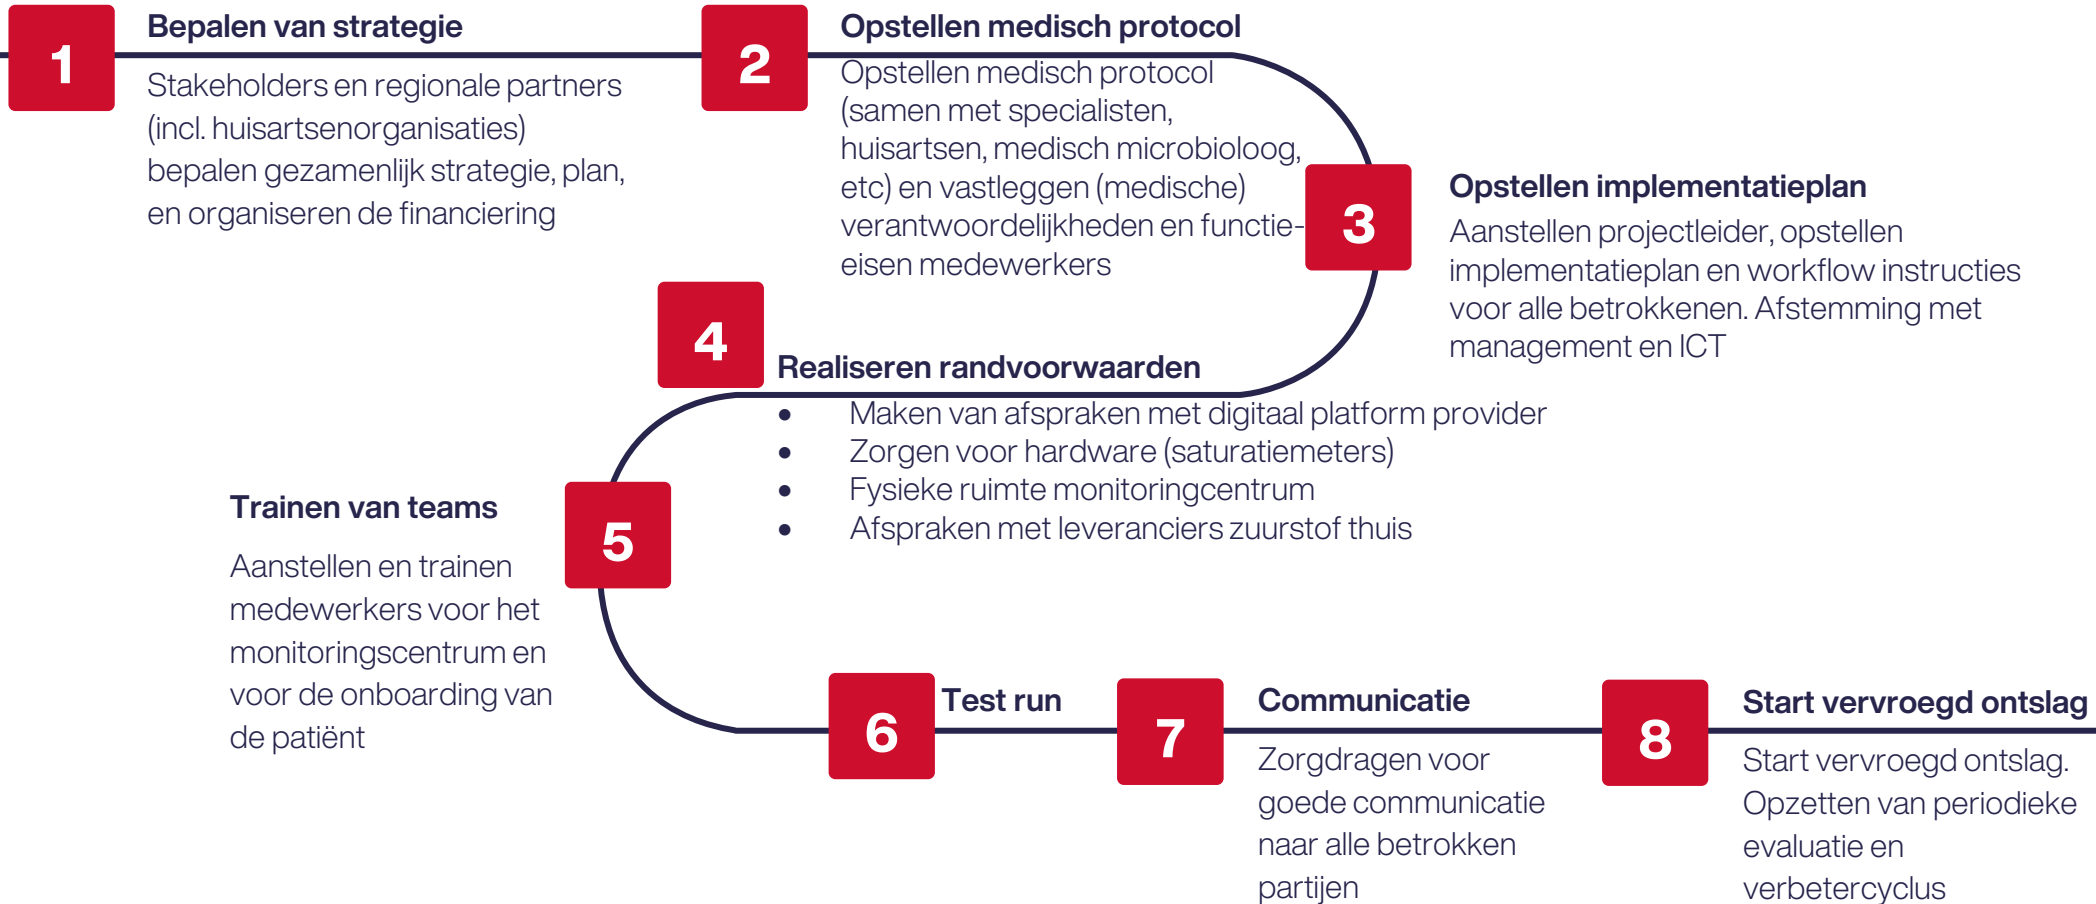 1
Bepalen van strategie
Stakeholders en regionale partners
(incl. huisartsenorganisaties)
bepalen gezamenlijk strategie, plan,
en organiseren de financiering
2
Opstellen medisch protocol
Opstellen medisch protocol
(samen met specialisten,
huisartsen, medisch microbioloog,
etc) en vastleggen (medische)
verantwoordelijkheden en functie-
eisen medewerkers
3
Opstellen implementatieplan
Aanstellen projectleider, opstellen
implementatieplan en workflow instructies
voor alle betrokkenen. Afstemming met
management en ICT
4
Realiseren randvoorwaarden
• Maken van afspraken met digitaal platform provider
• Zorgen voor hardware (saturatiemeters)
• Fysieke ruimte monitoringcentrum
• Afspraken met leveranciers zuurstof thuis
5
Trainen van teams
Aanstellen en trainen
medewerkers voor het
monitoringscentrum en
voor de onboarding van
de patiënt
6
Test run
7
Communicatie
Zorgdragen voor
goede communicatie
naar alle betrokken
partijen
8
Start vervroegd ontslag
Start vervroegd ontslag.
Opzetten van periodieke
evaluatie en
verbetercyclus